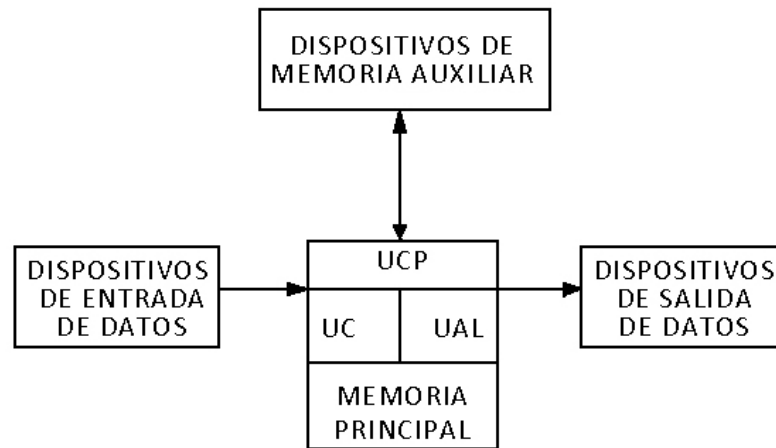 DISPOSITIVOS DE
MEMORIA AUXILIAR
DISPOSITIVOS
DE ENTRADA
DE DATOS
UCP
UC
UAL
MEMORIA
PRINCIPAL
DISPOSITIVOS
DE SALIDA
DE DATOS